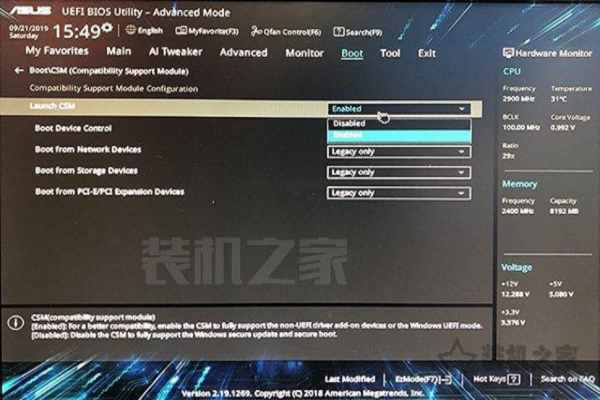 ASUS UEFI BIOS Utility – Advanced Mode
09/21/2019 Saturday 15:49 English MyFavorite(F3) Qfan Control(F6) Search(F9)
My Favorites Main Ai Tweaker Advanced Monitor Boot Tool Exit
Hardware Monitor
← Boot\CSM (Compatibility Support Module)
Compatibility Support Module Configuration
Launch CSM Enabled
Disabled
Enabled
Boot Device Control
Boot from Network Devices Legacy only
Boot from Storage Devices Legacy only
Boot from PCI-E/PCI Expansion Devices Legacy only
CPU
Frequency Temperature
2900 MHz 31°C
BCLK Core Voltage
100.00 MHz 0.992 V
Ratio
29x
Memory
Frequency Capacity
2400 MHz 8192 MB
Voltage
+12V +5V
12.288 V 5.080 V
+3.3V
3.376 V
装机之家
CSM(compatibility support module)
[Enabled]: For a better compatibility, enable the CSM to fully support the non-UEFI driver add-on devices or the Windows UEFI mode.
[Disabled]: Disable the CSM to fully support the Windows secure update and secure boot.
装机之家
Last Modified EzMode(F7) Hot Keys ? Search on FAQ
Version 2.19.1269. Copyright (C) 2018 American Megatrends, Inc.